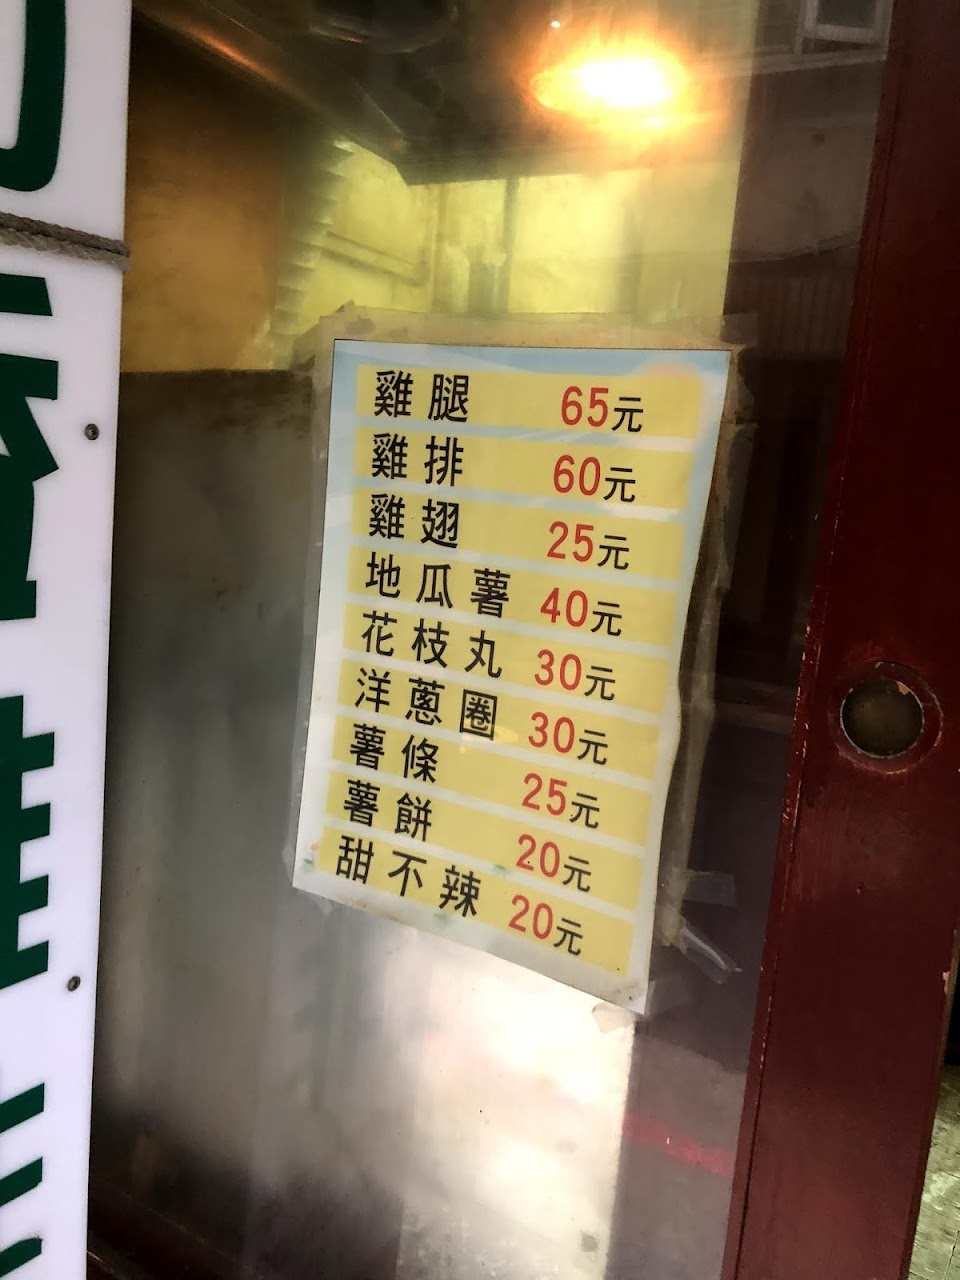 雞腿 65元
雞排 60元
雞翅 25元
地瓜薯 40元
花枝丸 30元
洋蔥圈 30元
薯條 25元
薯餅 20元
甜不辣 20元